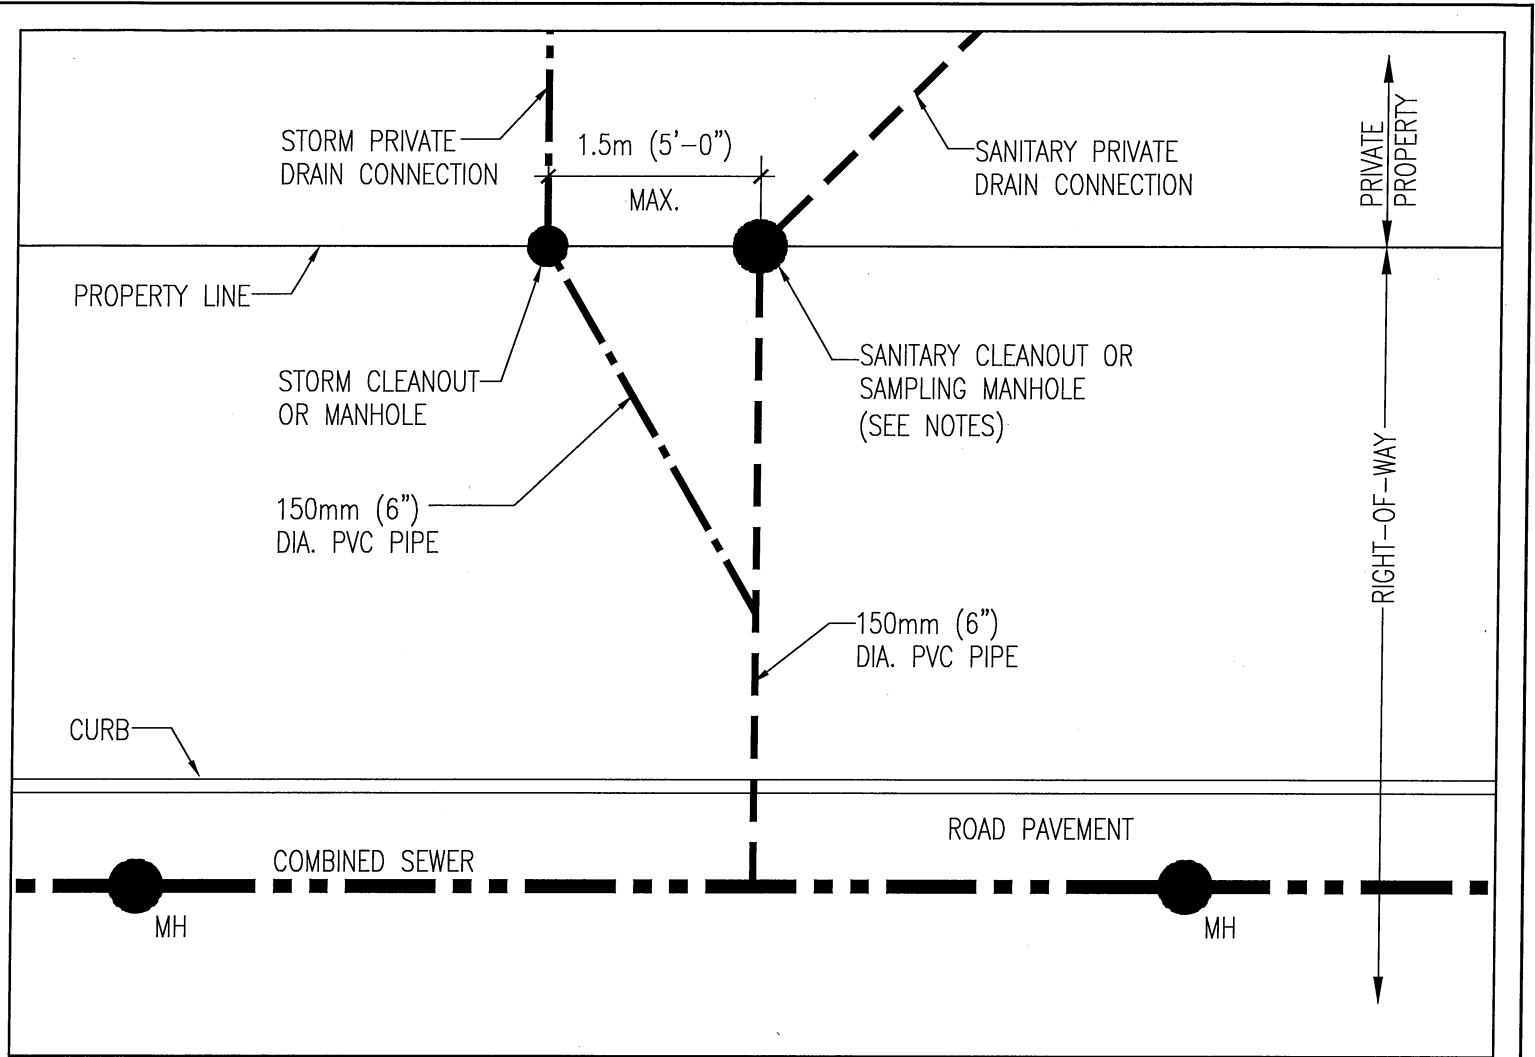 STORM PRIVATE
DRAIN CONNECTION
1.5m (5'-0")
MAX.
SANITARY PRIVATE
DRAIN CONNECTION
PRIVATE
PROPERTY
PROPERTY LINE
STORM CLEANOUT
OR MANHOLE
SANITARY CLEANOUT OR
SAMPLING MANHOLE
(SEE NOTES)
150mm (6")
DIA. PVC PIPE
RIGHT-OF-WAY
150mm (6")
DIA. PVC PIPE
CURB
ROAD PAVEMENT
COMBINED SEWER
MH
MH